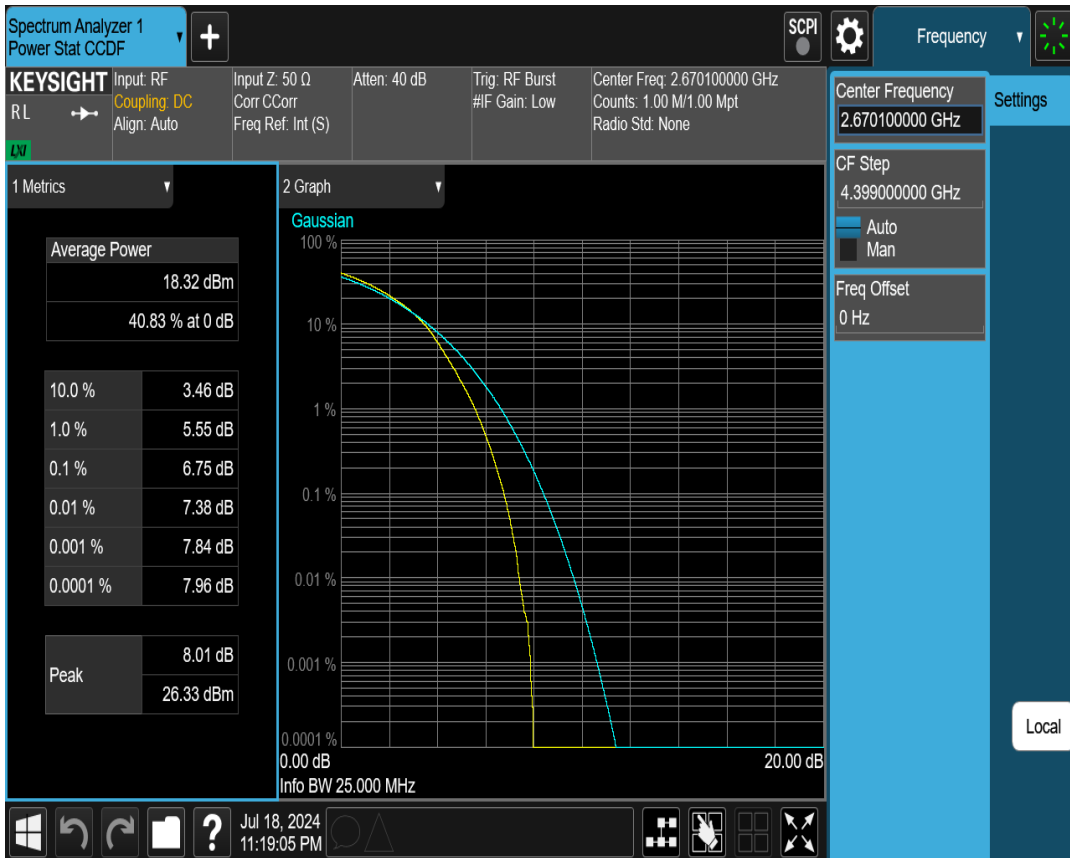 Spectrum Analyzer 1
Power Stat CCDF
+
SCPI
Frequency
KEYSIGHT
RL
LXI
Input: RF
Coupling: DC
Align: Auto
Input Z: 50 Ω
Corr CCorr
Freq Ref: Int (S)
Atten: 40 dB
Trig: RF Burst
#IF Gain: Low
Center Freq: 2.670100000 GHz
Counts: 1.00 M/1.00 Mpt
Radio Std: None
Center Frequency
2.670100000 GHz
Settings
CF Step
4.399000000 GHz
Auto
Man
Freq Offset
0 Hz
Local
1 Metrics
Average Power
18.32 dBm
40.83 % at 0 dB
10.0 % 3.46 dB
1.0 % 5.55 dB
0.1 % 6.75 dB
0.01 % 7.38 dB
0.001 % 7.84 dB
0.0001 % 7.96 dB
Peak
8.01 dB
26.33 dBm
2 Graph
Gaussian
100 %
10 %
1 %
0.1 %
0.01 %
0.001 %
0.0001 %
0.00 dB 20.00 dB
Info BW 25.000 MHz
?
Jul 18, 2024
11:19:05 PM